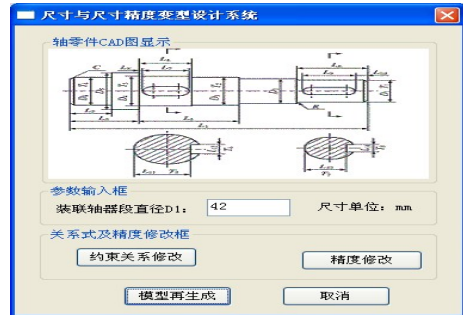 尺寸与尺寸精度变型设计系统
轴零件CAD图显示
参数输入框
装联轴器段直径D1: 42 尺寸单位: mm
关系式及精度修改框
约束关系修改 精度修改
模型再生成 取消